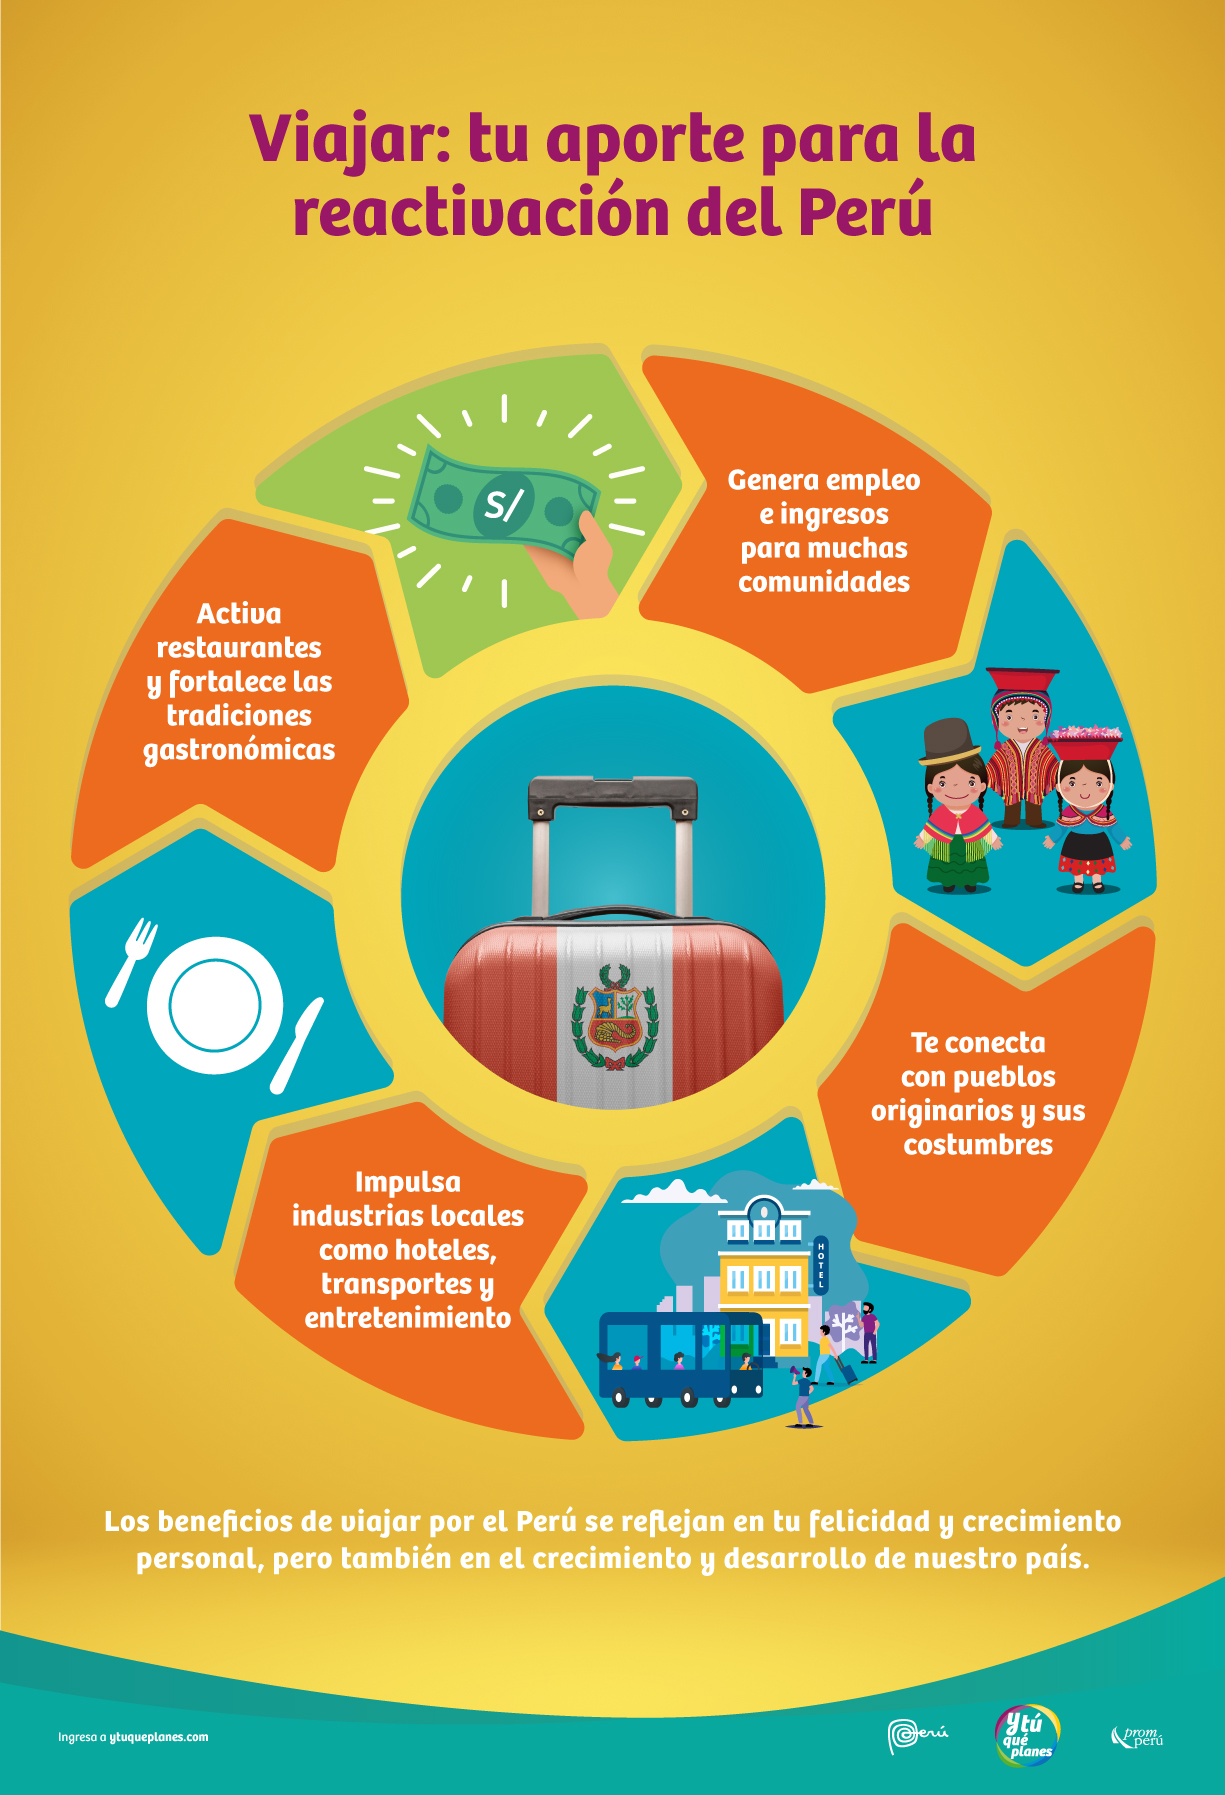 Viajar: tu aporte para la
reactivación del Perú
S/
Genera empleo
e ingresos
para muchas
comunidades
Activa
restaurantes
y fortalece las
tradiciones
gastronómicas
Te conecta
con pueblos
originarios y sus
costumbres
Impulsa
industrias locales
como hoteles,
transportes y
entretenimiento
HOTEL
Los beneficios de viajar por el Perú se reflejan en tu felicidad y crecimiento
personal, pero también en el crecimiento y desarrollo de nuestro país.
Ingresa a ytuqueplanes.com
Perú
Y tú
qué
planes
prom
perú